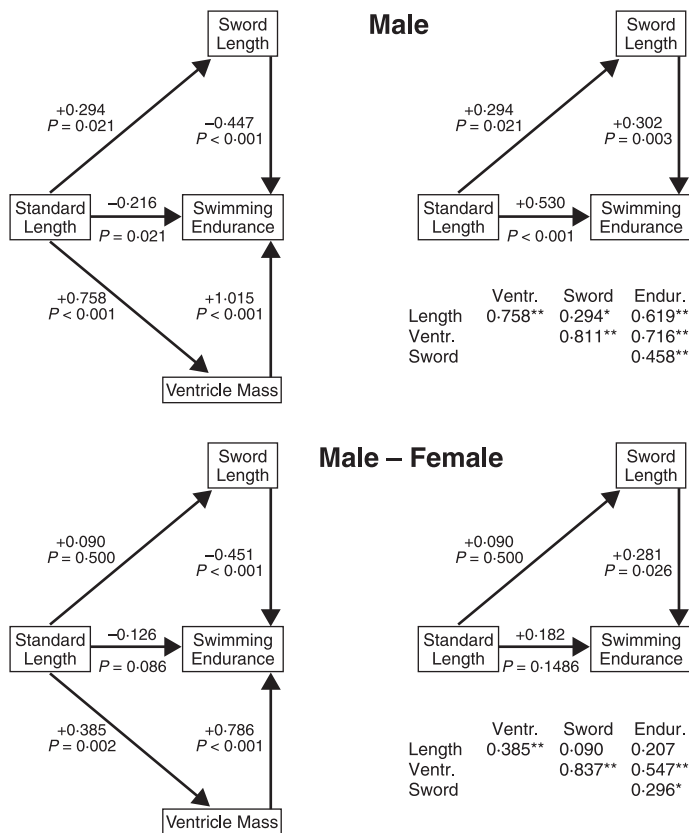 Male
Sword
Length
+0·294
P = 0·021
−0·447
P < 0·001
Standard
Length
−0·216
P = 0·021
Swimming
Endurance
+0·758
P < 0·001
+1·015
P < 0·001
Ventricle Mass
Sword
Length
+0·294
P = 0·021
+0·302
P = 0·003
Standard
Length
+0·530
P < 0·001
Swimming
Endurance
Ventr. Sword Endur.
Length 0·758** 0·294* 0·619**
Ventr. 0·811** 0·716**
Sword 0·458**
Male – Female
Sword
Length
+0·090
P = 0·500
−0·451
P < 0·001
Standard
Length
−0·126
P = 0·086
Swimming
Endurance
+0·385
P = 0·002
+0·786
P < 0·001
Ventricle Mass
Sword
Length
+0·090
P = 0·500
+0·281
P = 0·026
Standard
Length
+0·182
P = 0·1486
Swimming
Endurance
Ventr. Sword Endur.
Length 0·385** 0·090 0·207
Ventr. 0·837** 0·547**
Sword 0·296*